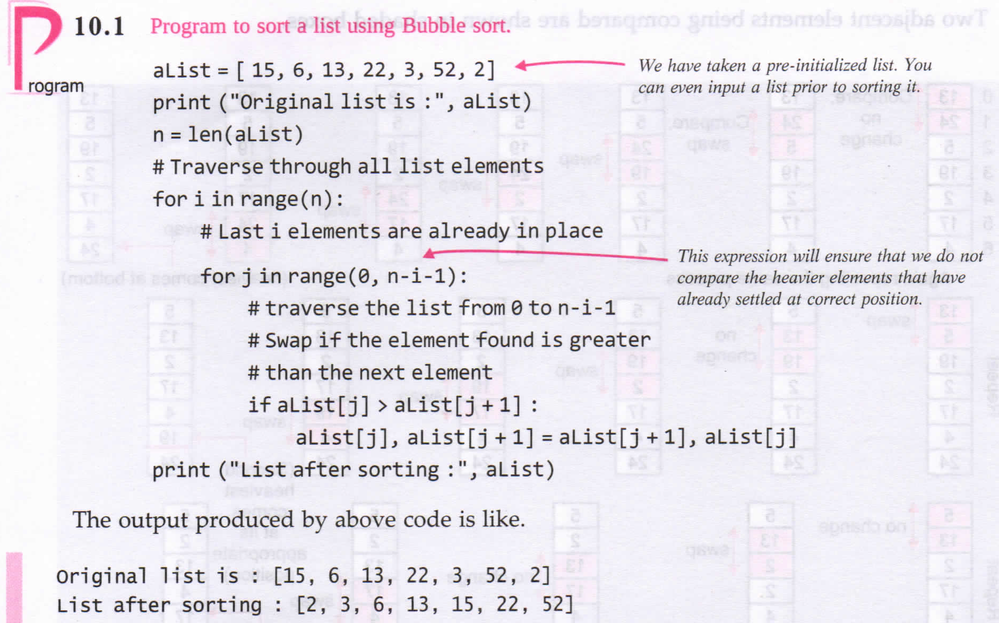 Program 10.1 Program to sort a list using Bubble sort.
aList = [ 15, 6, 13, 22, 3, 52, 2]
We have taken a pre-initialized list. You
can even input a list prior to sorting it.
print ("Original list is :", aList)
n = len(aList)
# Traverse through all list elements
for i in range(n):
# Last i elements are already in place
for j in range(0, n-i-1):
This expression will ensure that we do not
compare the heavier elements that have
already settled at correct position.
# traverse the list from 0 to n-i-1
# Swap if the element found is greater
# than the next element
if aList[j] > aList[j+1] :
aList[j], aList[j+1] = aList[j+1], aList[j]
print ("List after sorting :", aList)
The output produced by above code is like.
Original list is : [15, 6, 13, 22, 3, 52, 2]
List after sorting : [2, 3, 6, 13, 15, 22, 52]